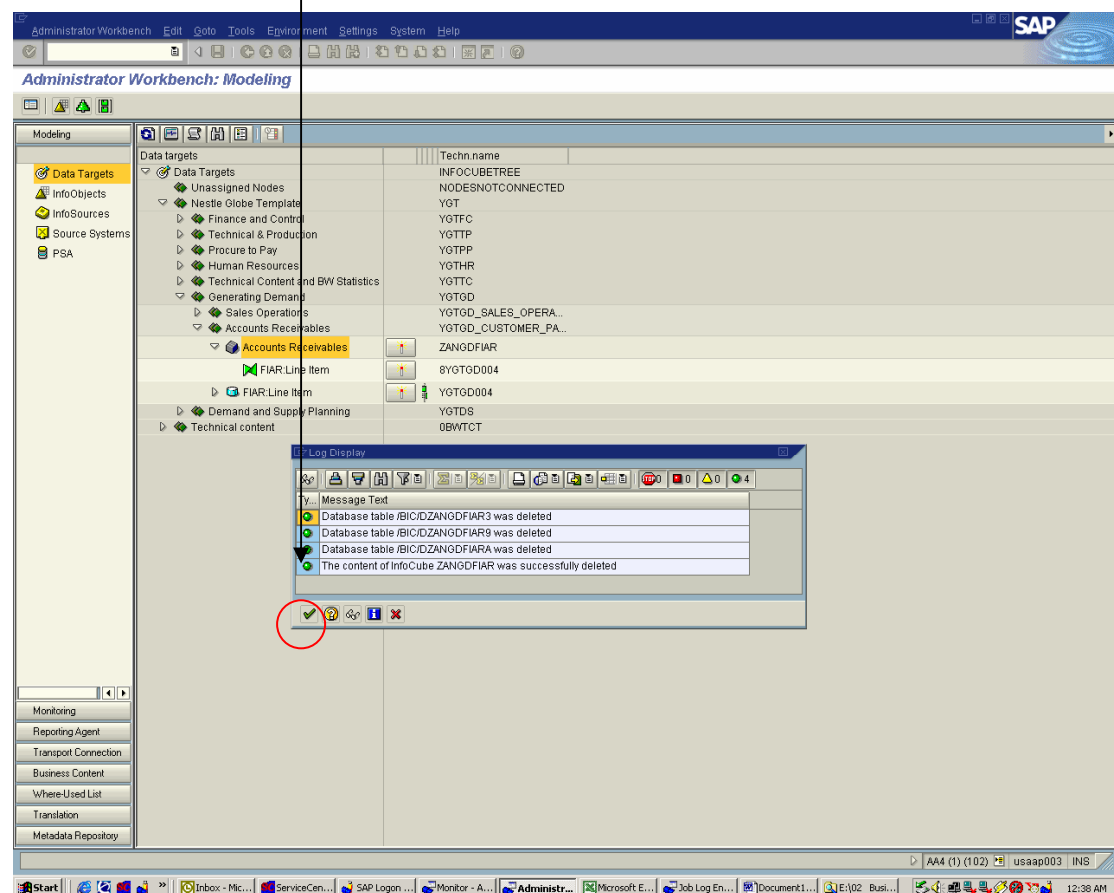 Administrator Workbench Edit Goto Tools Environment Settings System Help
SAP
Administrator Workbench: Modeling
Modeling
Data targets Techn.name
Data Targets
InfoObjects
InfoSources
Source Systems
PSA
Data Targets INFOCUBETREE
Unassigned Nodes NODESNOTCONNECTED
Nestle Globe Template YGT
Finance and Control YGTFC
Technical & Production YGTTP
Procure to Pay YGTPP
Human Resources YGTHR
Technical Content and BW Statistics YGTTC
Generating Demand YGTGD
Sales Operations YGTGD_SALES_OPERA...
Accounts Receivables YGTGD_CUSTOMER_PA...
Accounts Receivables ZANGDFIAR
FIAR:Line Item 8YGTGD004
FIAR:Line Item YGTGD004
Demand and Supply Planning YGTDS
Technical content 0BWTCT
Log Display
STOP 0 0 0 4
Ty... Message Text
Database table /BIC/DZANGDFIAR3 was deleted
Database table /BIC/DZANGDFIAR9 was deleted
Database table /BIC/DZANGDFIARA was deleted
The content of InfoCube ZANGDFIAR was successfully deleted
Monitoring
Reporting Agent
Transport Connection
Business Content
Where-Used List
Translation
Metadata Repository
AA4 (1) (102) usaap003 INS
Start » Inbox - Mic... ServiceCen... SAP Logon ... Monitor - A... Administr... Microsoft E... Job Log En... Document1... E:\02 Busi... 12:38 AM